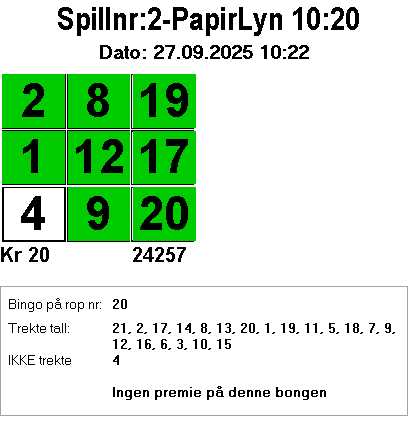 Spillnr:2-PapirLyn 10:20
Dato: 27.09.2025 10:22
2 8 19
1 12 17
4 9 20
Kr 20 24257
Bingo på rop nr: 20
Trekte tall: 21, 2, 17, 14, 8, 13, 20, 1, 19, 11, 5, 18, 7, 9,
12, 16, 6, 3, 10, 15
IKKE trekte 4
Ingen premie på denne bongen